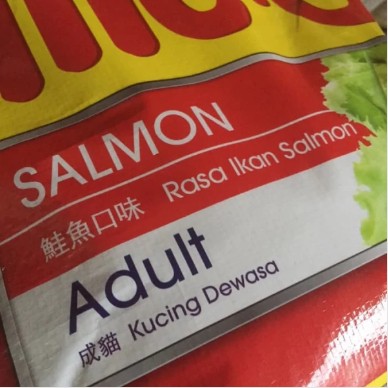 SALMON
鮭魚口味 Rasa Ikan Salmon
Adult
成貓 Kucing Dewasa